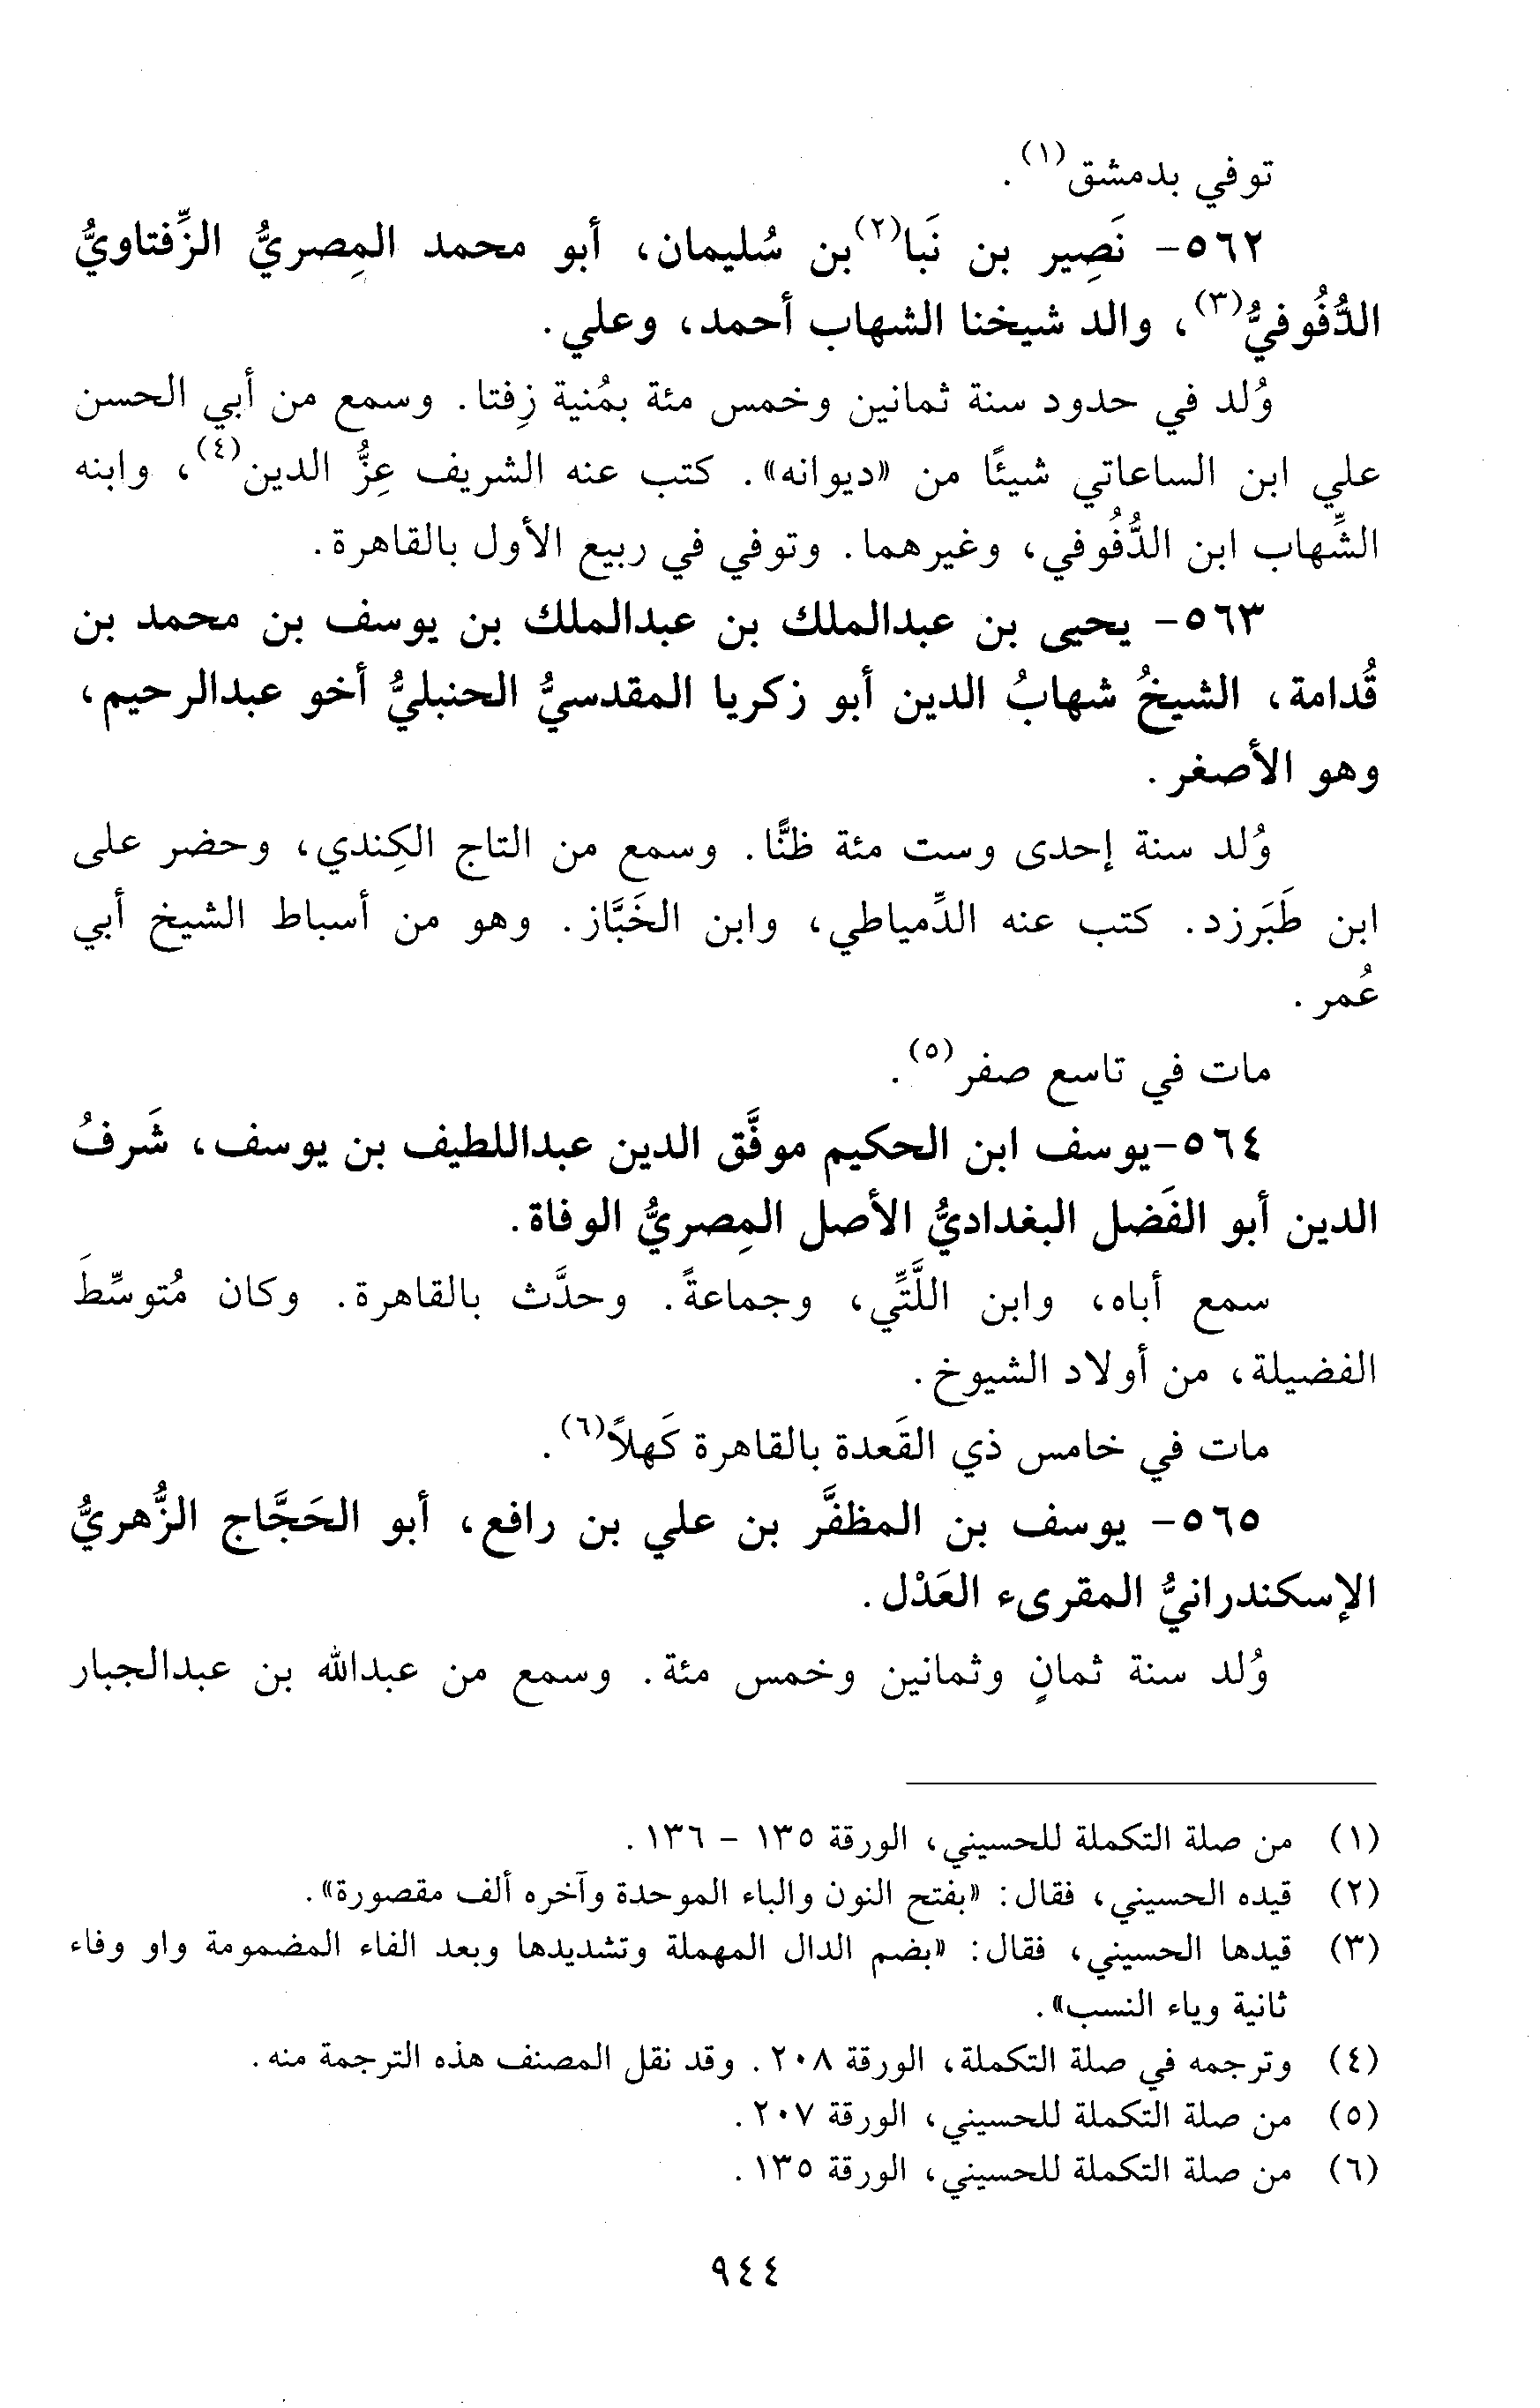 توفي بدمشق(١).
٥٦٢- نَصِير بن نَبا(٢) بن سُليمان، أبو محمد المِصريُّ الزِّفتاويُّ
الدُّفُوفيُّ(٣)، والد شيخنا الشهاب أحمد، وعلي.
وُلد في حدود سنة ثمانين وخمس مئة بمُنية زِفتا. وسمع من أبي الحسن
علي ابن الساعاتي شيئًا من «ديوانه». كتب عنه الشريف عِزُّ الدين(٤)، وابنه
الشِّهاب ابن الدُّفُوفي، وغيرهما. وتوفي في ربيع الأول بالقاهرة.
٥٦٣- يحيى بن عبدالملك بن عبدالملك بن يوسف بن محمد بن
قُدامة، الشيخُ شهابُ الدين أبو زكريا المقدسيُّ الحنبليُّ أخو عبدالرحيم،
وهو الأصغر.
وُلد سنة إحدى وست مئة ظنًّا. وسمع من التاج الكِندي، وحضر على
ابن طَبَرزد. كتب عنه الدِّمياطي، وابن الخَبَّاز. وهو من أسباط الشيخ أبي
عُمر.
مات في تاسع صفر(٥).
٥٦٤-يوسف ابن الحكيم موفَّق الدين عبداللطيف بن يوسف، شَرفُ
الدين أبو الفَضل البغداديُّ الأصل المِصريُّ الوفاة.
سمع أباه، وابن اللَّتِّي، وجماعةً. وحدَّث بالقاهرة. وكان مُتوسِّطَ
الفضيلة، من أولاد الشيوخ.
مات في خامس ذي القَعدة بالقاهرة كَهلاً(٦).
٥٦٥- يوسف بن المظفَّر بن علي بن رافع، أبو الحَجَّاج الزُّهريُّ
الإسكندرانيُّ المقرىء العَدْل.
وُلد سنة ثمانٍ وثمانين وخمس مئة. وسمع من عبدالله بن عبدالجبار
(١) من صلة التكملة للحسيني، الورقة ١٣٥ - ١٣٦.
(٢) قيده الحسيني، فقال: «بفتح النون والباء الموحدة وآخره ألف مقصورة».
(٣) قيدها الحسيني، فقال: «بضم الدال المهملة وتشديدها وبعد الفاء المضمومة واو وفاء
ثانية وياء النسب».
(٤) وترجمه في صلة التكملة، الورقة ٢٠٨. وقد نقل المصنف هذه الترجمة منه.
(٥) من صلة التكملة للحسيني، الورقة ٢٠٧.
(٦) من صلة التكملة للحسيني، الورقة ١٣٥.
٩٤٤